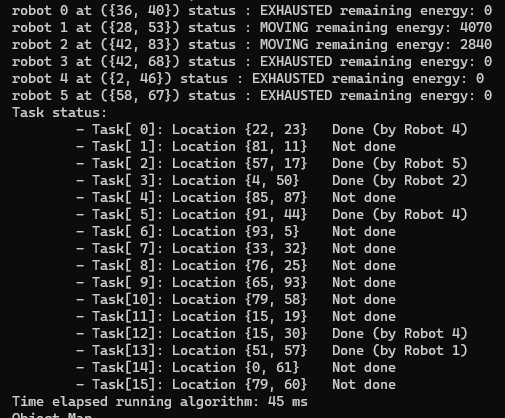 robot 0 at ({36, 40}) status : EXHAUSTED remaining energy: 0
robot 1 at ({28, 53}) status : MOVING remaining energy: 4070
robot 2 at ({42, 83}) status : MOVING remaining energy: 2840
robot 3 at ({42, 68}) status : EXHAUSTED remaining energy: 0
robot 4 at ({2, 46}) status : EXHAUSTED remaining energy: 0
robot 5 at ({58, 67}) status : EXHAUSTED remaining energy: 0
Task status:
- Task[ 0]: Location {22, 23} Done (by Robot 4)
- Task[ 1]: Location {81, 11} Not done
- Task[ 2]: Location {57, 17} Done (by Robot 5)
- Task[ 3]: Location {4, 50} Done (by Robot 2)
- Task[ 4]: Location {85, 87} Not done
- Task[ 5]: Location {91, 44} Done (by Robot 4)
- Task[ 6]: Location {93, 5} Not done
- Task[ 7]: Location {33, 32} Not done
- Task[ 8]: Location {76, 25} Not done
- Task[ 9]: Location {65, 93} Not done
- Task[10]: Location {79, 58} Not done
- Task[11]: Location {15, 19} Not done
- Task[12]: Location {15, 30} Done (by Robot 4)
- Task[13]: Location {51, 57} Done (by Robot 1)
- Task[14]: Location {0, 61} Not done
- Task[15]: Location {79, 60} Not done
Time elapsed running algorithm: 45 ms
Object Map